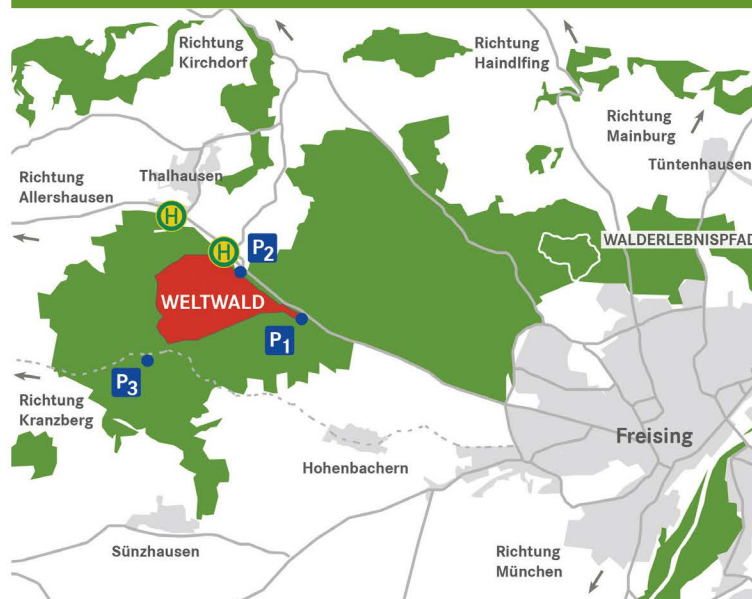 Richtung
Kirchdorf
Richtung
Haindlfing
Richtung
Mainburg
Tüntenhausen
Richtung
Allershausen
Thalhausen
H
H
P2
WALDERLEBNISPFAD
WELTWALD
P1
P3
Richtung
Kranzberg
Freising
Hohenbachern
Sünzhausen
Richtung
München